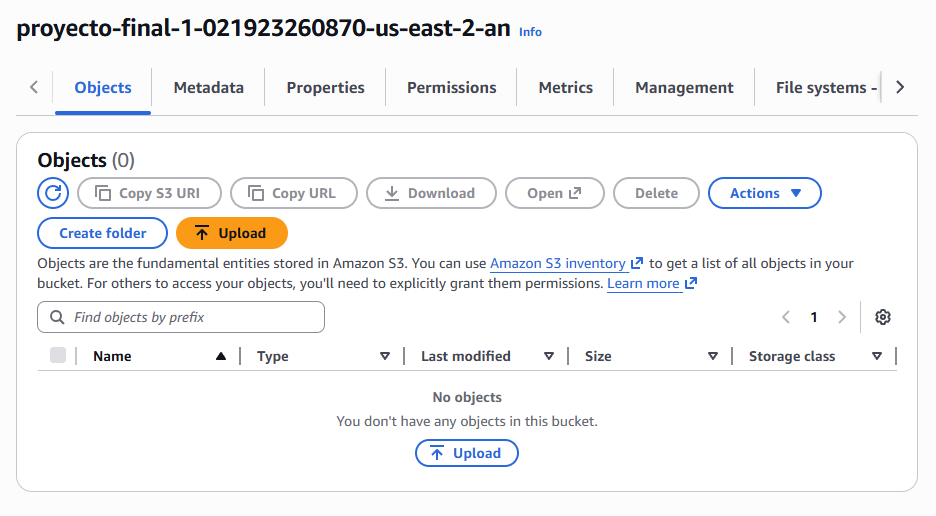 proyecto-final-1-021923260870-us-east-2-an Info
Objects Metadata Properties Permissions Metrics Management File systems -
Objects (0)
Copy S3 URI Copy URL Download Open Delete Actions
Create folder Upload
Objects are the fundamental entities stored in Amazon S3. You can use Amazon S3 inventory to get a list of all objects in your
bucket. For others to access your objects, you'll need to explicitly grant them permissions. Learn more
Find objects by prefix 1
Name Type Last modified Size Storage class
No objects
You don't have any objects in this bucket.
Upload